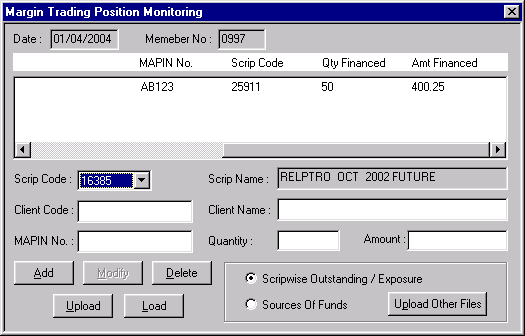 Margin Trading Position Monitoring
Date : 01/04/2004 Memeber No : 0997
MAPIN No. Scrip Code Qty Financed Amt Financed
AB123 25911 50 400.25
Scrip Code : 16385 Scrip Name : RELPTRO OCT 2002 FUTURE
Client Code : Client Name :
MAPIN No. : Quantity : Amount :
Add Modify Delete Scripwise Outstanding / Exposure
Upload Load Sources Of Funds Upload Other Files